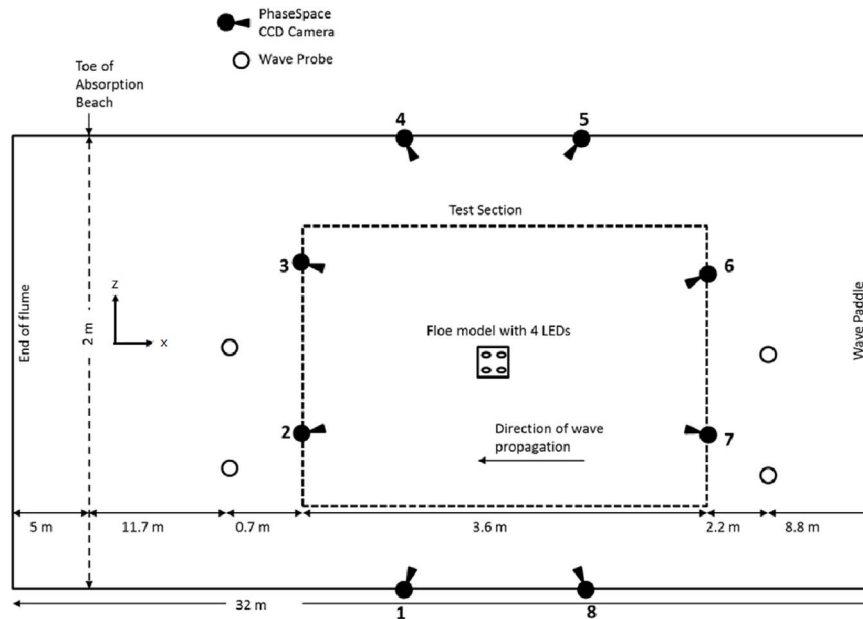 PhaseSpace
CCD Camera
Wave Probe
Toe of
Absorption
Beach
4
5
Test Section
3
6
z
x
End of flume
2 m
Floe model with 4 LEDs
Wave Paddle
2
Direction of wave
propagation
7
5 m
11.7 m
0.7 m
3.6 m
2.2 m
8.8 m
32 m
1
8